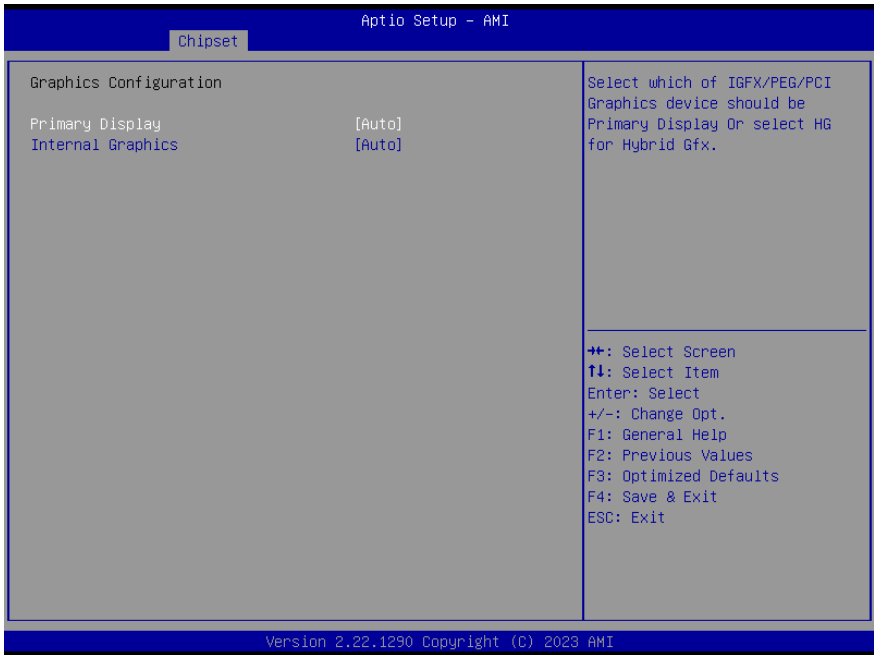 Aptio Setup – AMI
Chipset
Graphics Configuration
Primary Display [Auto]
Internal Graphics [Auto]
Select which of IGFX/PEG/PCI
Graphics device should be
Primary Display Or select HG
for Hybrid Gfx.
→←: Select Screen
↑↓: Select Item
Enter: Select
+/-: Change Opt.
F1: General Help
F2: Previous Values
F3: Optimized Defaults
F4: Save & Exit
ESC: Exit
Version 2.22.1290 Copyright (C) 2023 AMI